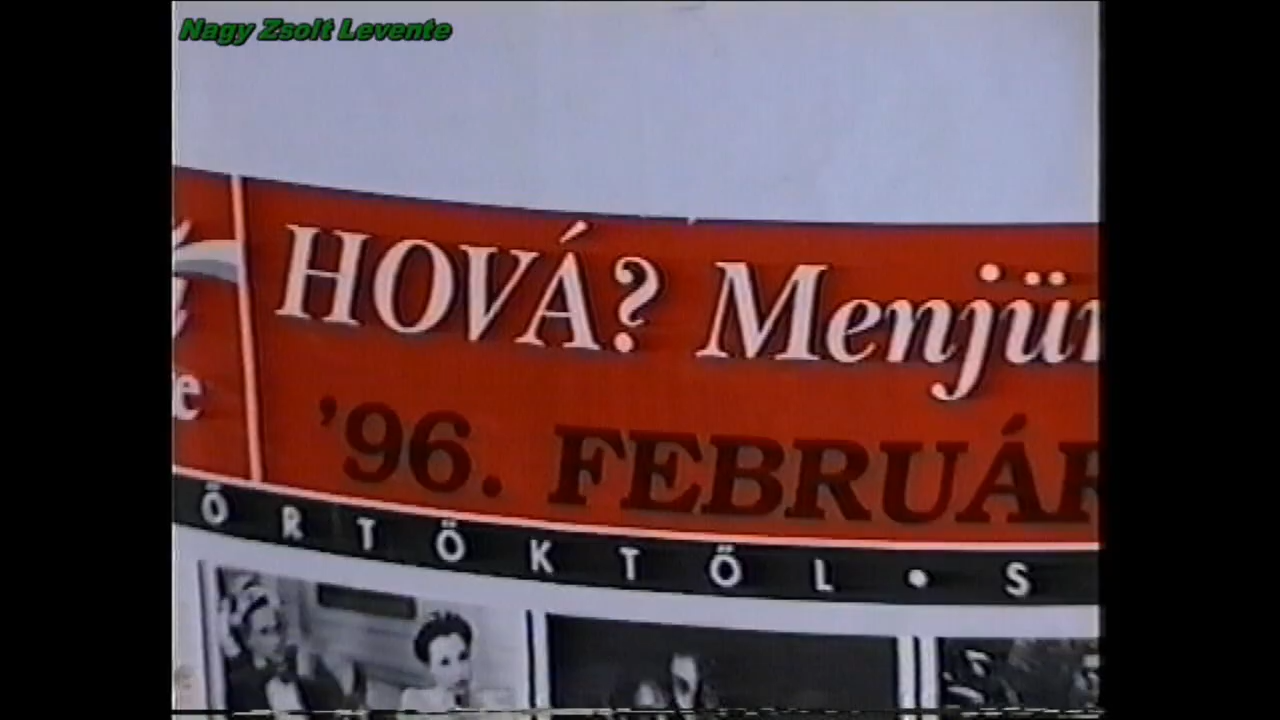 Nagy Zsolt Levente
HOVÁ? Menjün
'96. FEBRUÁR
e
ÖRTÖKTŐL • S